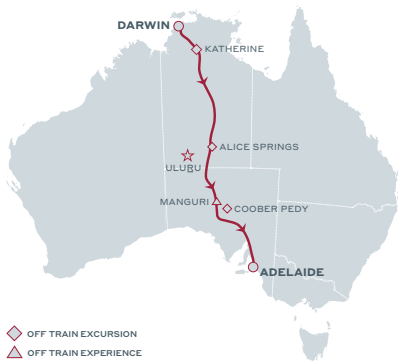 DARWIN
KATHERINE
ALICE SPRINGS
ULURU
MANGURI
COOBER PEDY
ADELAIDE
OFF TRAIN EXCURSION
OFF TRAIN EXPERIENCE